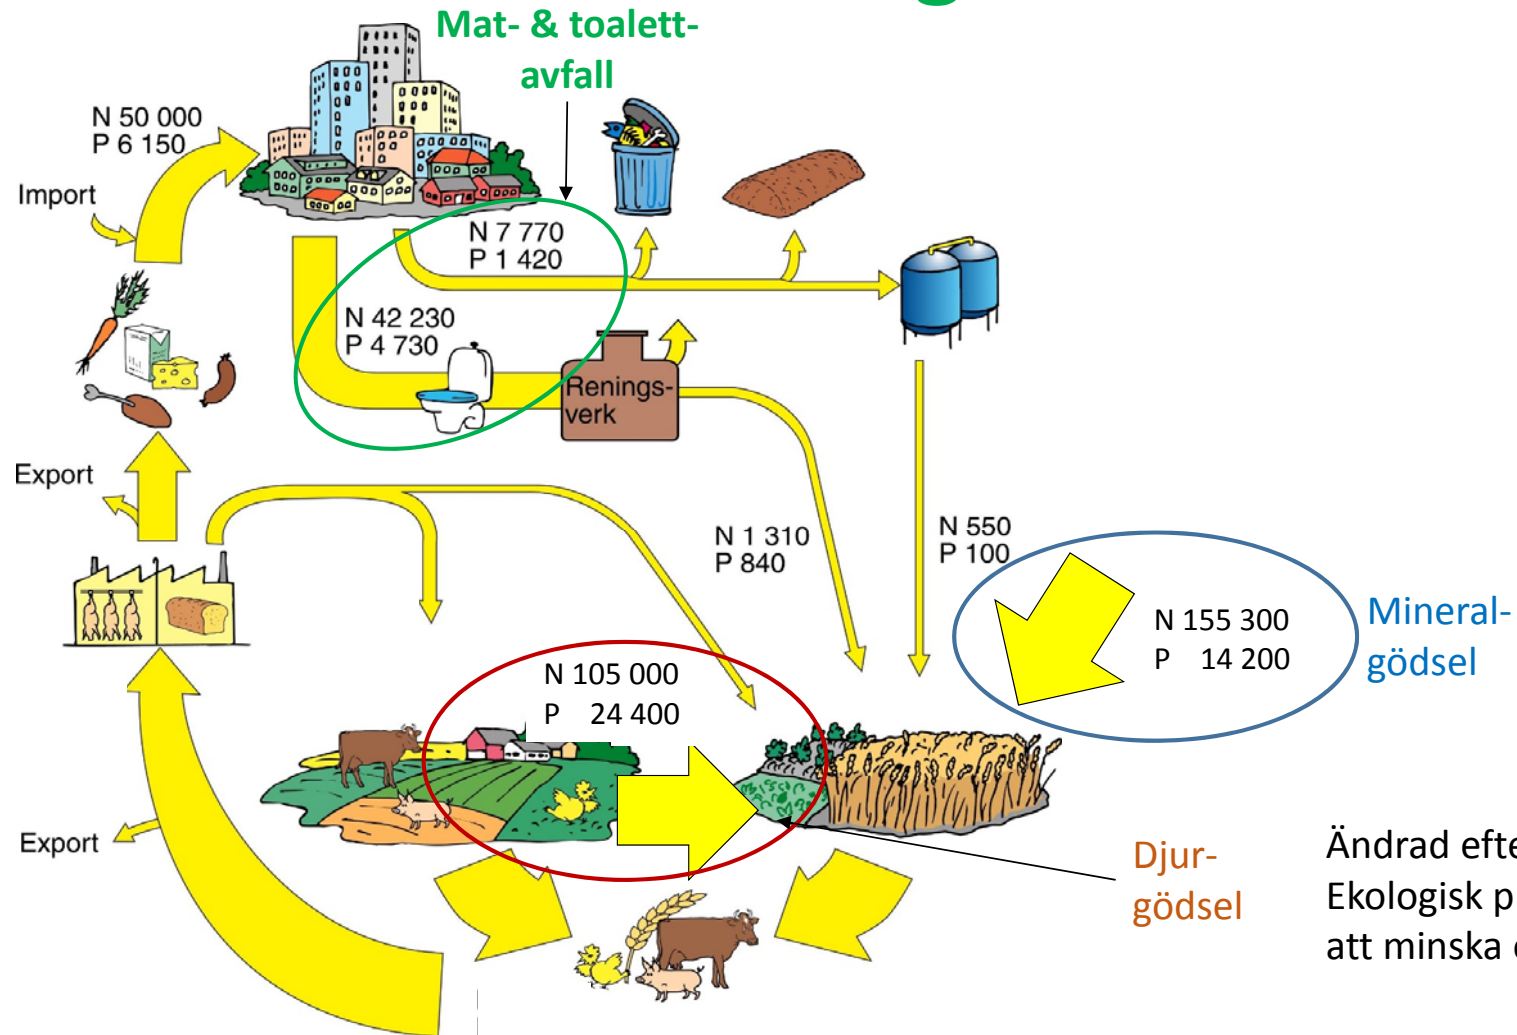 Mat- & toalett-
avfall
N 50 000
P 6 150
Import
N 7 770
P 1 420
N 42 230
P 4 730
Renings-
verk
Export
N 1 310
P 840
N 550
P 100
N 155 300
P 14 200
Mineral-
gödsel
N 105 000
P 24 400
Export
Djur-
gödsel
Ändrad
Ekologisk
att minska